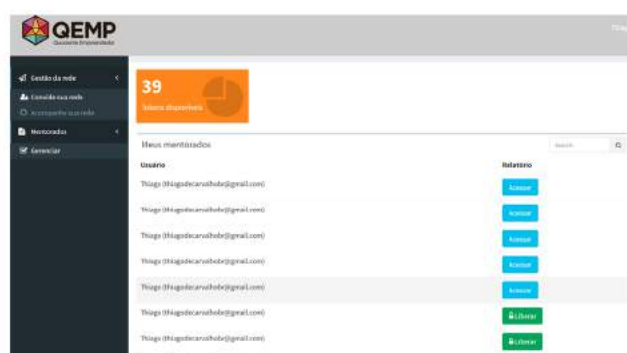 QEMP
Quociente Empreendedor
Thiago
Gestão da rede
Convide sua rede
Acompanhe sua rede
Mentorados
Gerenciar
39
Tokens disponíveis
Meus mentorados
Search
Usuário Relatório
Thiago (thiagodecarvalhobr@gmail.com) Acessar
Thiago (thiagodecarvalhobr@gmail.com) Acessar
Thiago (thiagodecarvalhobr@gmail.com) Acessar
Thiago (thiagodecarvalhobr@gmail.com) Acessar
Thiago (thiagodecarvalhobr@gmail.com) Acessar
Thiago (thiagodecarvalhobr@gmail.com) Liberar
Thiago (thiagodecarvalhobr@gmail.com) Liberar